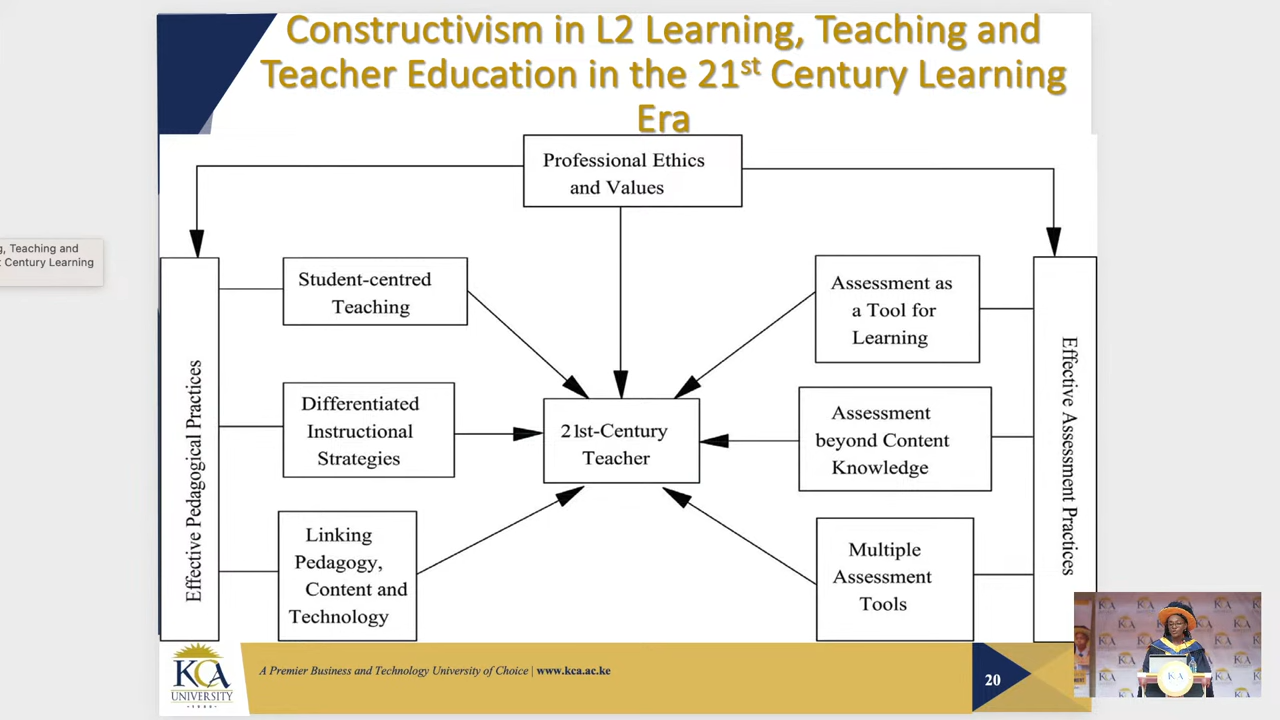 Constructivism in L2 Learning, Teaching and
Teacher Education in the 21st Century Learning
Era
Professional Ethics
and Values
g, Teaching and
t Century Learning
Effective Pedagogical Practices
Student-centred
Teaching
Differentiated
Instructional
Strategies
Linking
Pedagogy,
Content and
Technology
21st-Century
Teacher
Assessment as
a Tool for
Learning
Assessment
beyond Content
Knowledge
Multiple
Assessment
Tools
Effective Assessment Practices
KCA
UNIVERSITY
A Premier Business and Technology University of Choice | www.kca.ac.ke
20